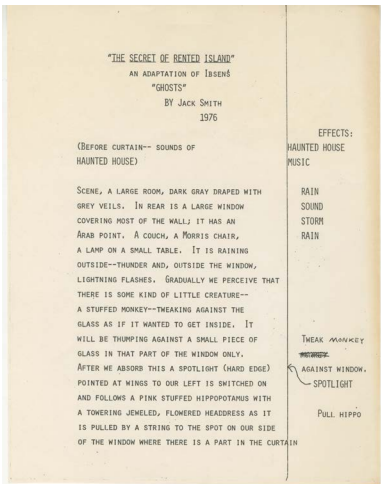 "THE SECRET OF RENTED ISLAND"
AN ADAPTATION OF IBSENS
"GHOSTS"
BY JACK SMITH
1976
EFFECTS:
(BEFORE CURTAIN-- SOUNDS OF
HAUNTED HOUSE)
HAUNTED HOUSE
MUSIC
SCENE, A LARGE ROOM, DARK GRAY DRAPED WITH
GREY VEILS. IN REAR IS A LARGE WINDOW
COVERING MOST OF THE WALL; IT HAS AN
ARAB POINT. A COUCH, A MORRIS CHAIR,
A LAMP ON A SMALL TABLE. IT IS RAINING
OUTSIDE--THUNDER AND, OUTSIDE THE WINDOW,
LIGHTNING FLASHES. GRADUALLY WE PERCEIVE THAT
THERE IS SOME KIND OF LITTLE CREATURE--
A STUFFED MONKEY--TWEAKING AGAINST THE
GLASS AS IF IT WANTED TO GET INSIDE. IT
WILL BE THUMPING AGAINST A SMALL PIECE OF
GLASS IN THAT PART OF THE WINDOW ONLY.
AFTER WE ABSORB THIS A SPOTLIGHT (HARD EDGE)
POINTED AT WINGS TO OUR LEFT IS SWITCHED ON
AND FOLLOWS A PINK STUFFED HIPPOPOTAMUS WITH
A TOWERING JEWELED, FLOWERED HEADDRESS AS IT
IS PULLED BY A STRING TO THE SPOT ON OUR SIDE
OF THE WINDOW WHERE THERE IS A PART IN THE CURTAIN
RAIN
SOUND
STORM
RAIN
TWEAK MONKEY
AGAINST WINDOW.
SPOTLIGHT
PULL HIPPO